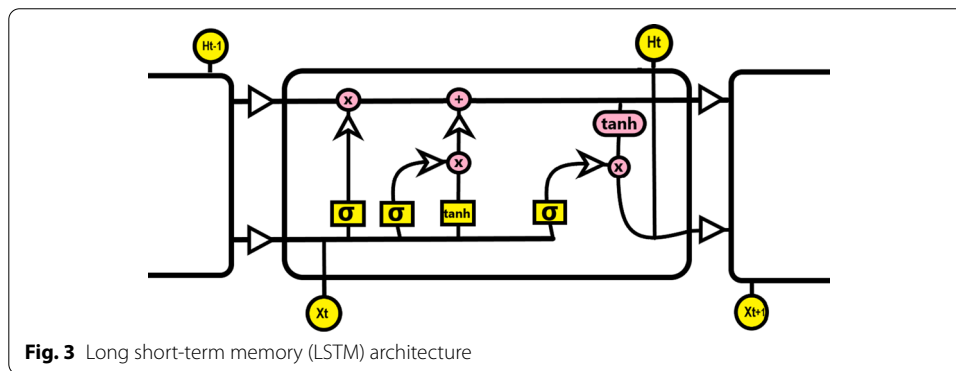 Ht-1
Ht
x
+
tanh
x
x
σ
σ
tanh
σ
Xt
Xt+1
Fig. 3 Long short-term memory (LSTM) architecture